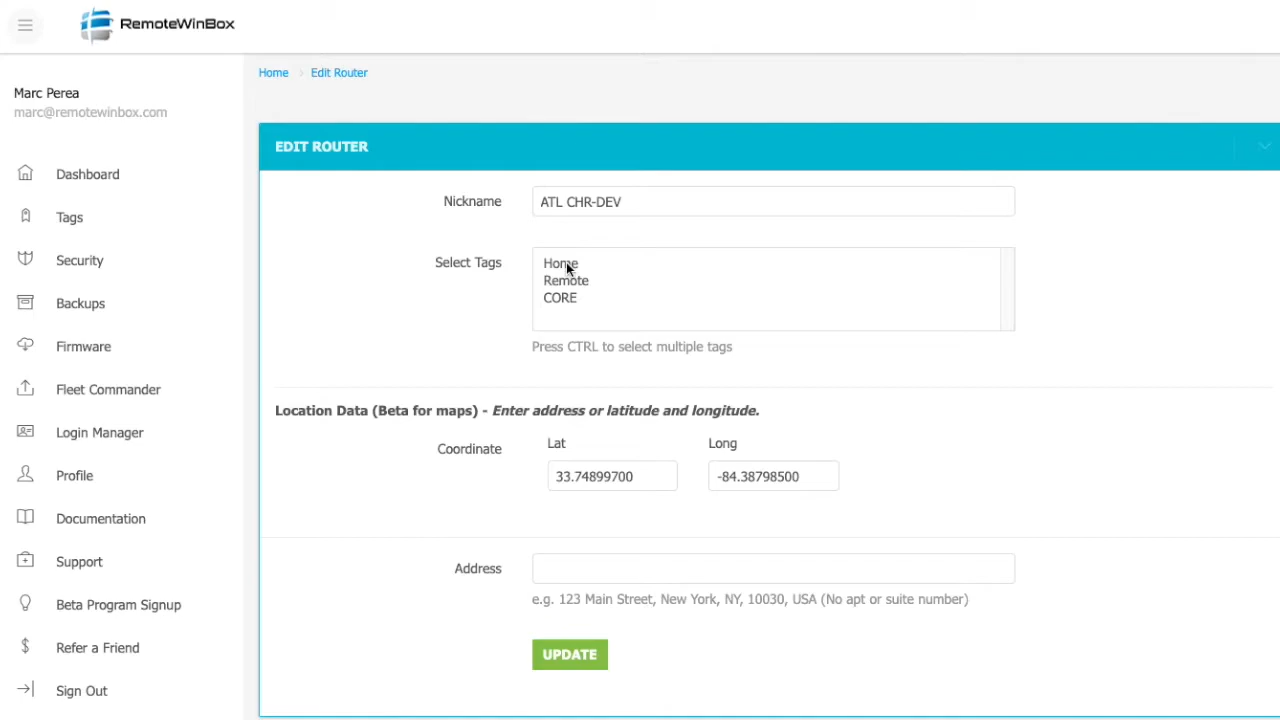 RemoteWinBox
Marc Perea
marc@remotewinbox.com
Dashboard
Tags
Security
Backups
Firmware
Fleet Commander
Login Manager
Profile
Documentation
Support
Beta Program Signup
Refer a Friend
Sign Out
Home > Edit Router
EDIT ROUTER
Nickname ATL CHR-DEV
Select Tags
Home
Remote
CORE
Press CTRL to select multiple tags
Location Data (Beta for maps) - Enter address or latitude and longitude.
Coordinate
Lat Long
33.74899700 -84.38798500
Address
e.g. 123 Main Street, New York, NY, 10030, USA (No apt or suite number)
UPDATE